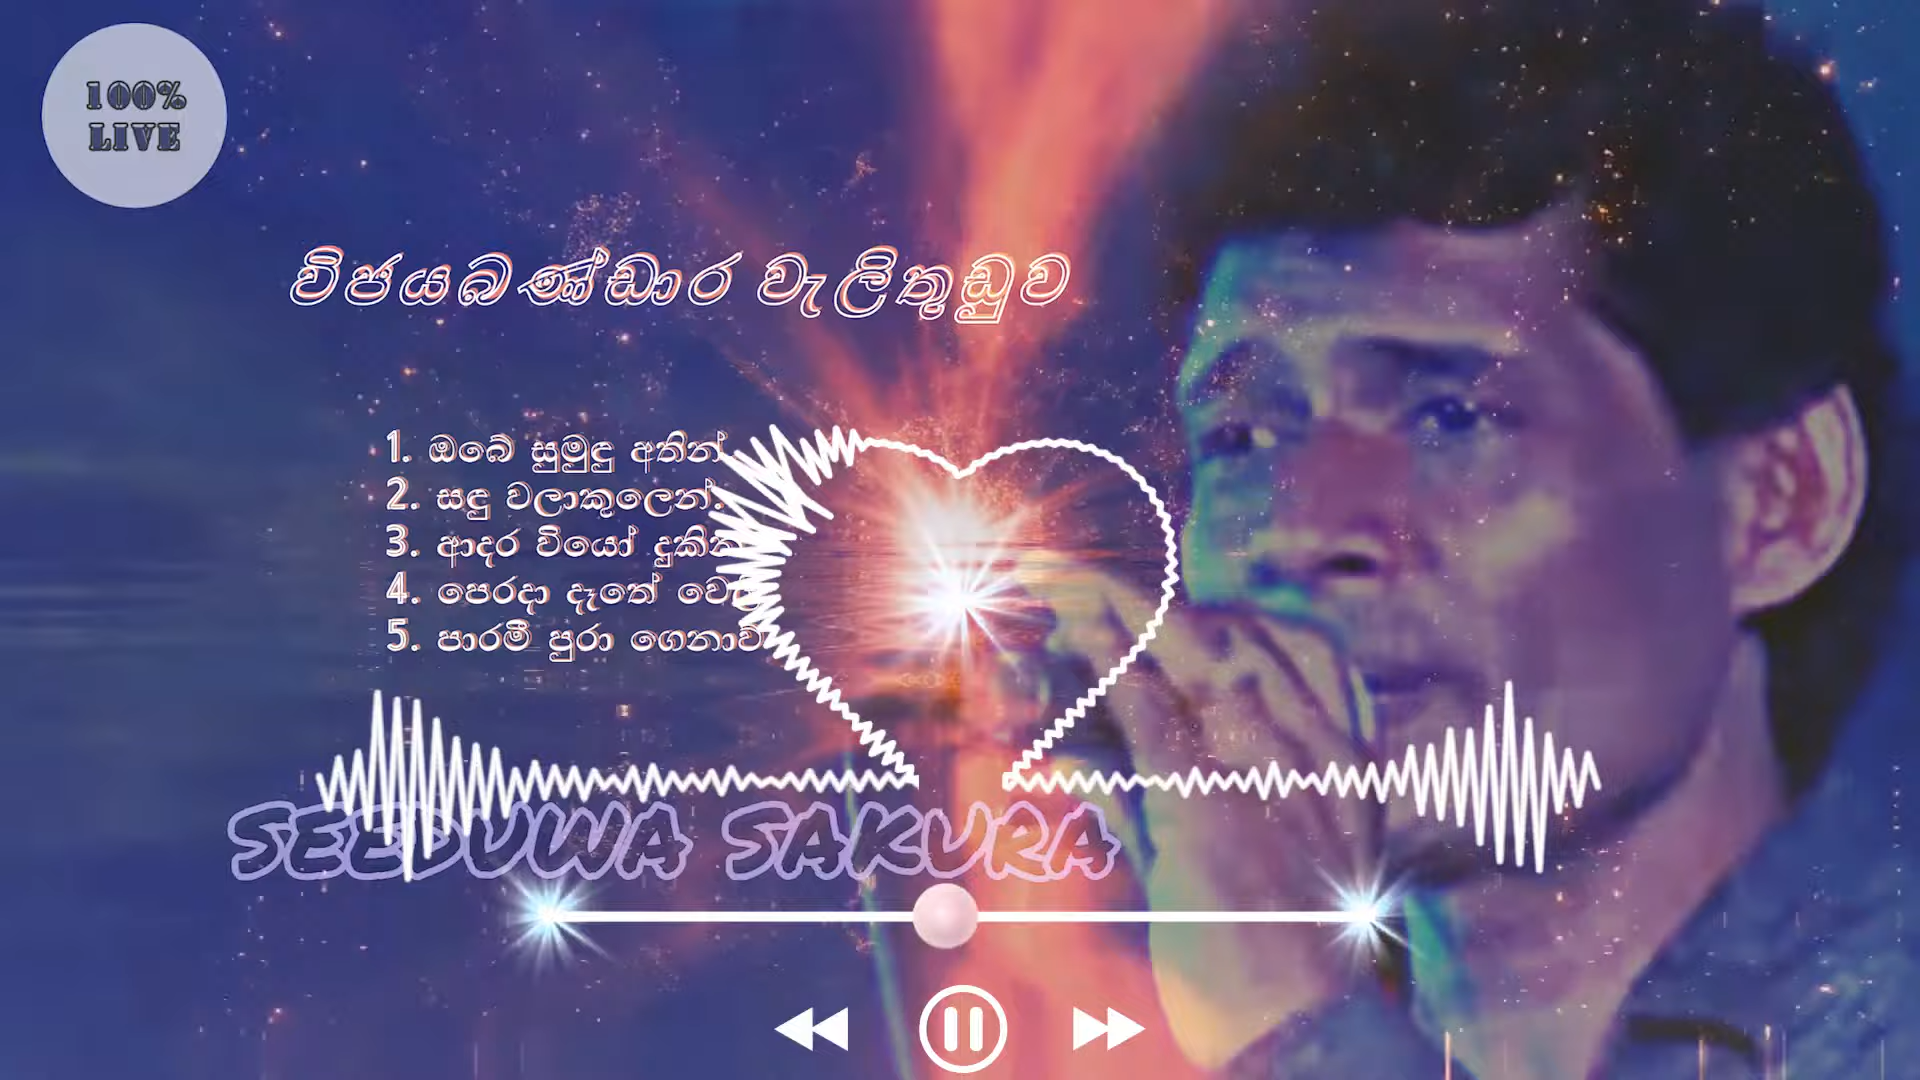 100%
LIVE
විජයබණ්ඩාර වැලිතුඩුව
1. ඔබේ සුමුදු අතින්
2. සඳු වලාකුලෙන්
3. ආදර වියෝ දුකින්
4. පෙරදා දෑතේ
5. පාරමී පුරා ගෙනාව
SEEDUWA SAKURA